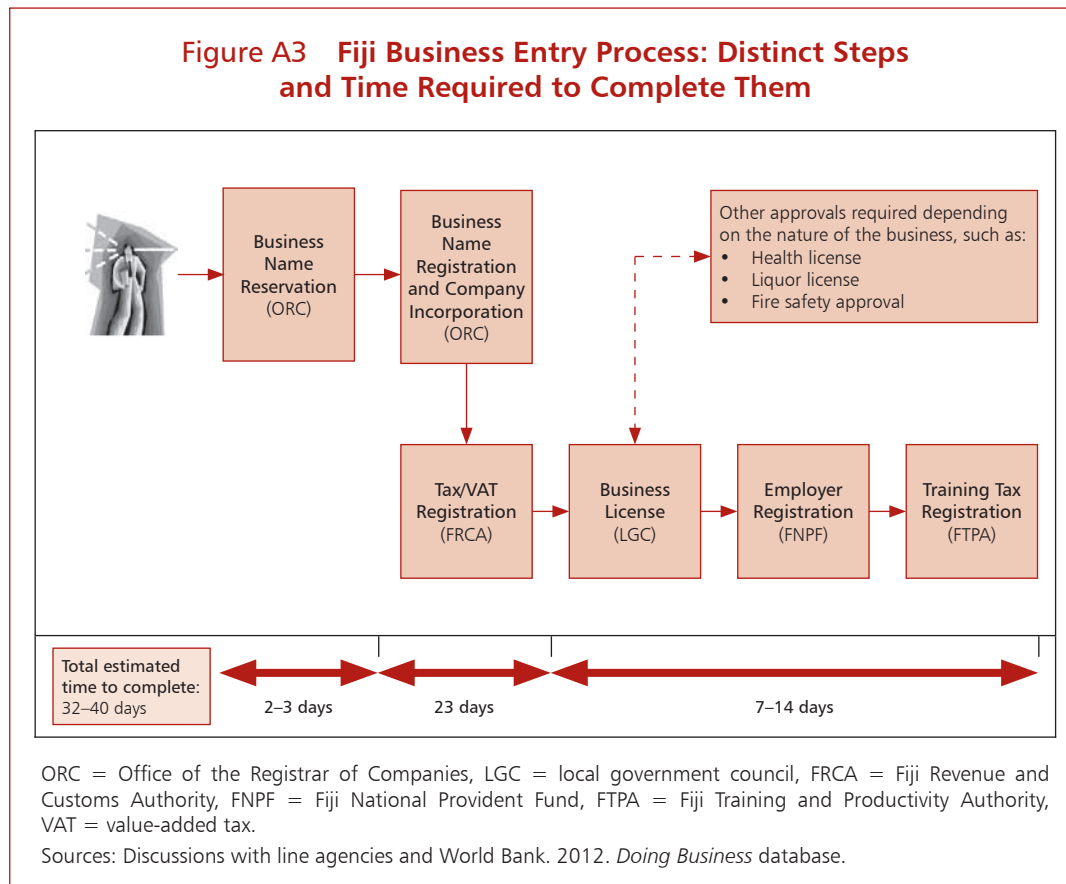 Figure A3 Fiji Business Entry Process: Distinct Steps
and Time Required to Complete Them
Business
Name
Reservation
(ORC)
Business
Name
Registration
and Company
Incorporation
(ORC)
Other approvals required depending
on the nature of the business, such as:
• Health license
• Liquor license
• Fire safety approval
Tax/VAT
Registration
(FRCA)
Business
License
(LGC)
Employer
Registration
(FNPF)
Training Tax
Registration
(FTPA)
Total estimated
time to complete:
32–40 days
2–3 days
23 days
7–14 days
ORC = Office of the Registrar of Companies, LGC = local government council, FRCA = Fiji Revenue and
Customs Authority, FNPF = Fiji National Provident Fund, FTPA = Fiji Training and Productivity Authority,
VAT = value-added tax.
Sources: Discussions with line agencies and World Bank. 2012. Doing Business database.